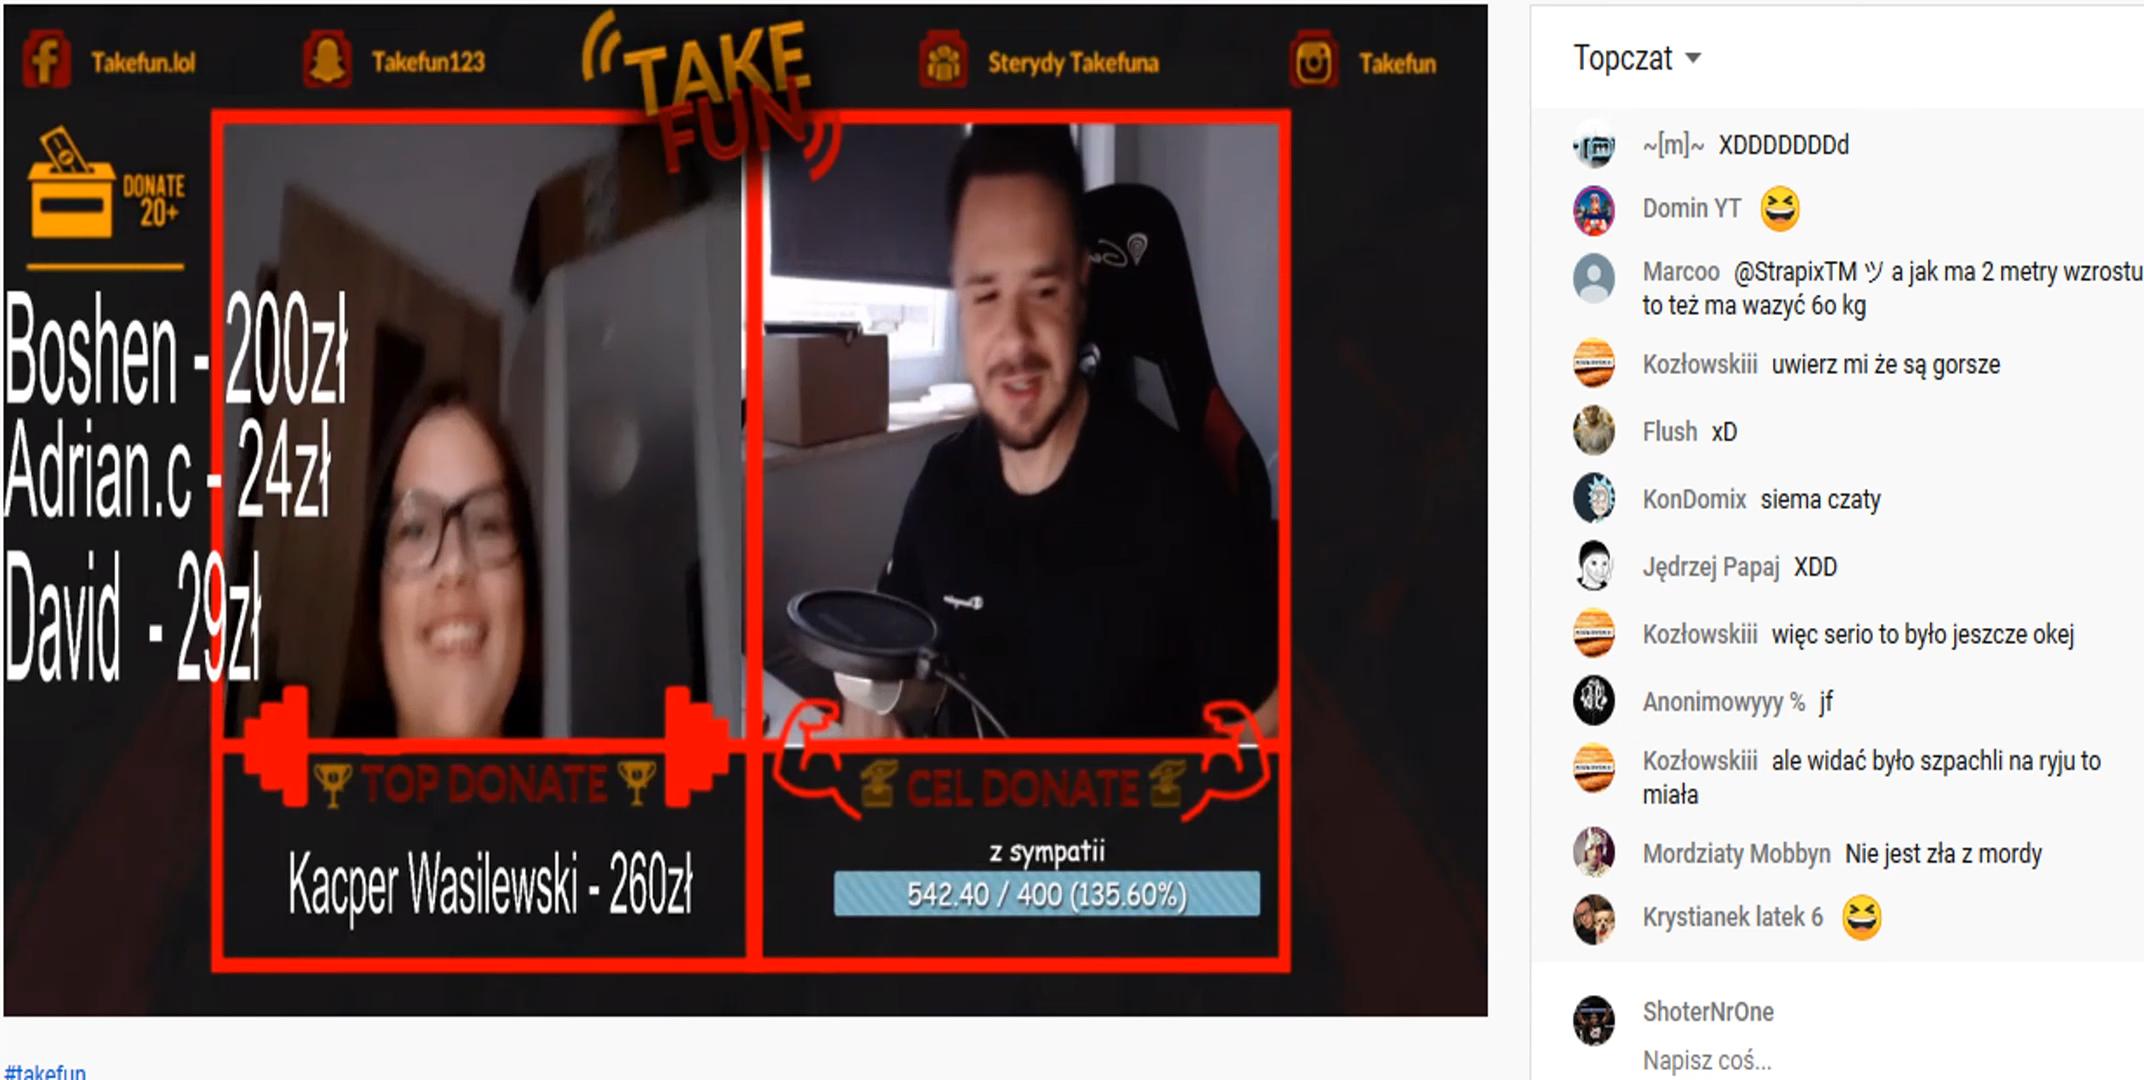 Takefun.lol
Takefun123
TAKE
FUN
Sterydy Takefuna
Takefun
DONATE
20+
Boshen - 200zł
Adrian.c - 24zł
David - 29zł
TOP DONATE
Kacper Wasilewski - 260zł
CEL DONATE
z sympatii
542.40 / 400 (135.60%)
#takefun
Topczat
~[m]~ XDDDDDDDd
Domin YT 😆
Marcoo @StrapixTM ツ a jak ma 2 metry wzrostu
to też ma wazyć 6o kg
Kozłowskiii uwierz mi że są gorsze
Flush xD
KonDomix siema czaty
Jędrzej Papaj XDD
Kozłowskiii więc serio to było jeszcze okej
Anonimowyyy % jf
Kozłowskiii ale widać było szpachli na ryju to
miała
Mordziaty Mobbyn Nie jest zła z mordy
Krystianek latek 6 😆
ShoterNrOne
Napisz coś...